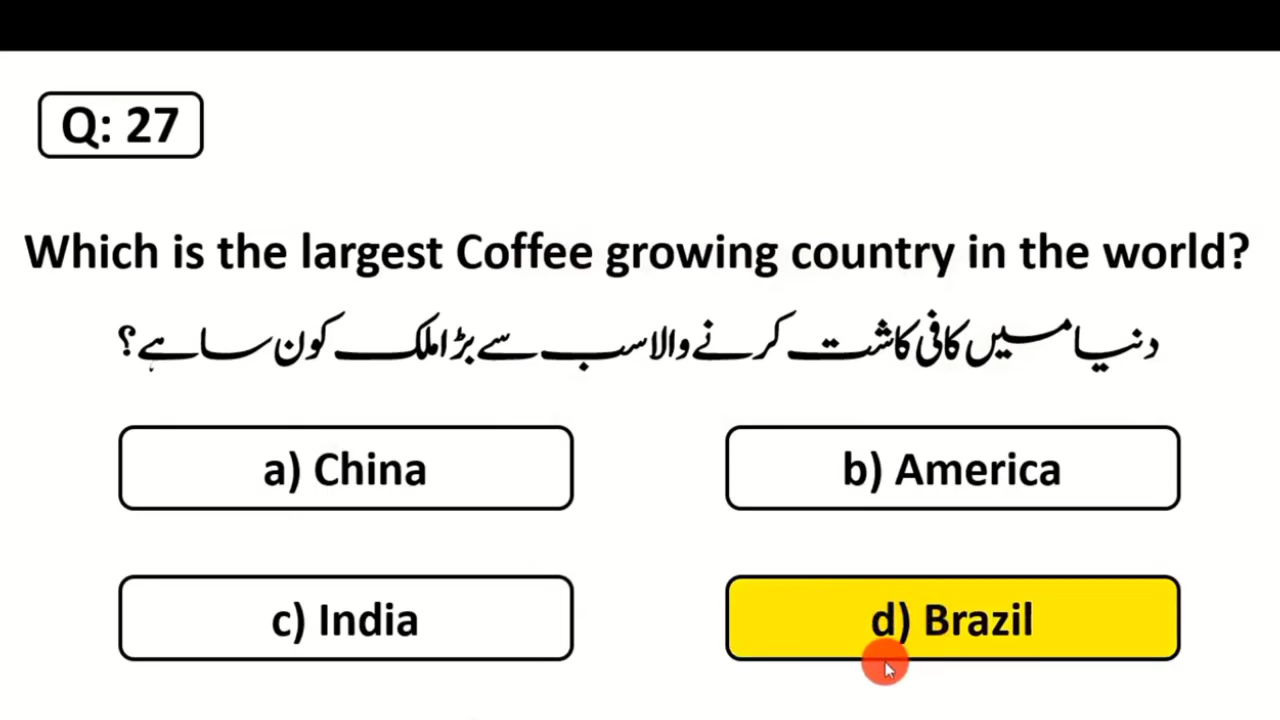 Q: 27
Which is the largest Coffee growing country in the world?
دنیا میں کافی کاشت کرنے والا سب سے بڑا ملک کون سا ہے؟
a) China
b) America
c) India
d) Brazil